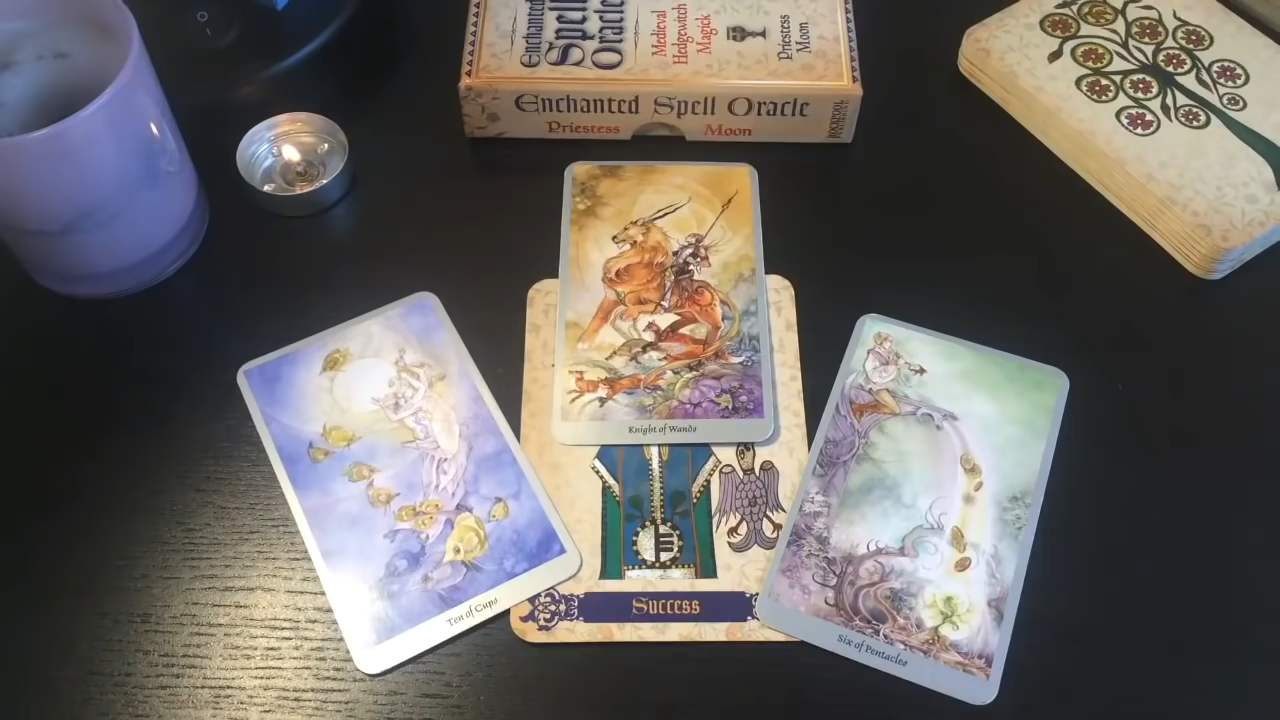 Enchanted
Spell
Oracle
Medieval
Hedgewitch
Magick
Priestess
Moon
Enchanted Spell Oracle
Priestess Moon
ROCKPOOL
Knight of Wands
Ten of Cups
Success
Six of Pentacles